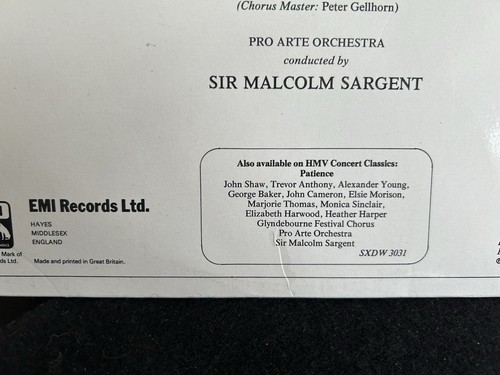 (Chorus Master: Peter Gellhorn)
PRO ARTE ORCHESTRA
conducted by
SIR MALCOLM SARGENT
Also available on HMV Concert Classics:
Patience
John Shaw, Trevor Anthony, Alexander Young,
George Baker, John Cameron, Elsie Morison,
Marjorie Thomas, Monica Sinclair,
Elizabeth Harwood, Heather Harper
Glyndebourne Festival Chorus
Pro Arte Orchestra
Sir Malcolm Sargent
SXDW 3031
EMI Records Ltd.
HAYES
MIDDLESEX
ENGLAND
Mark of
ds Ltd.
Made and printed in Great Britain.